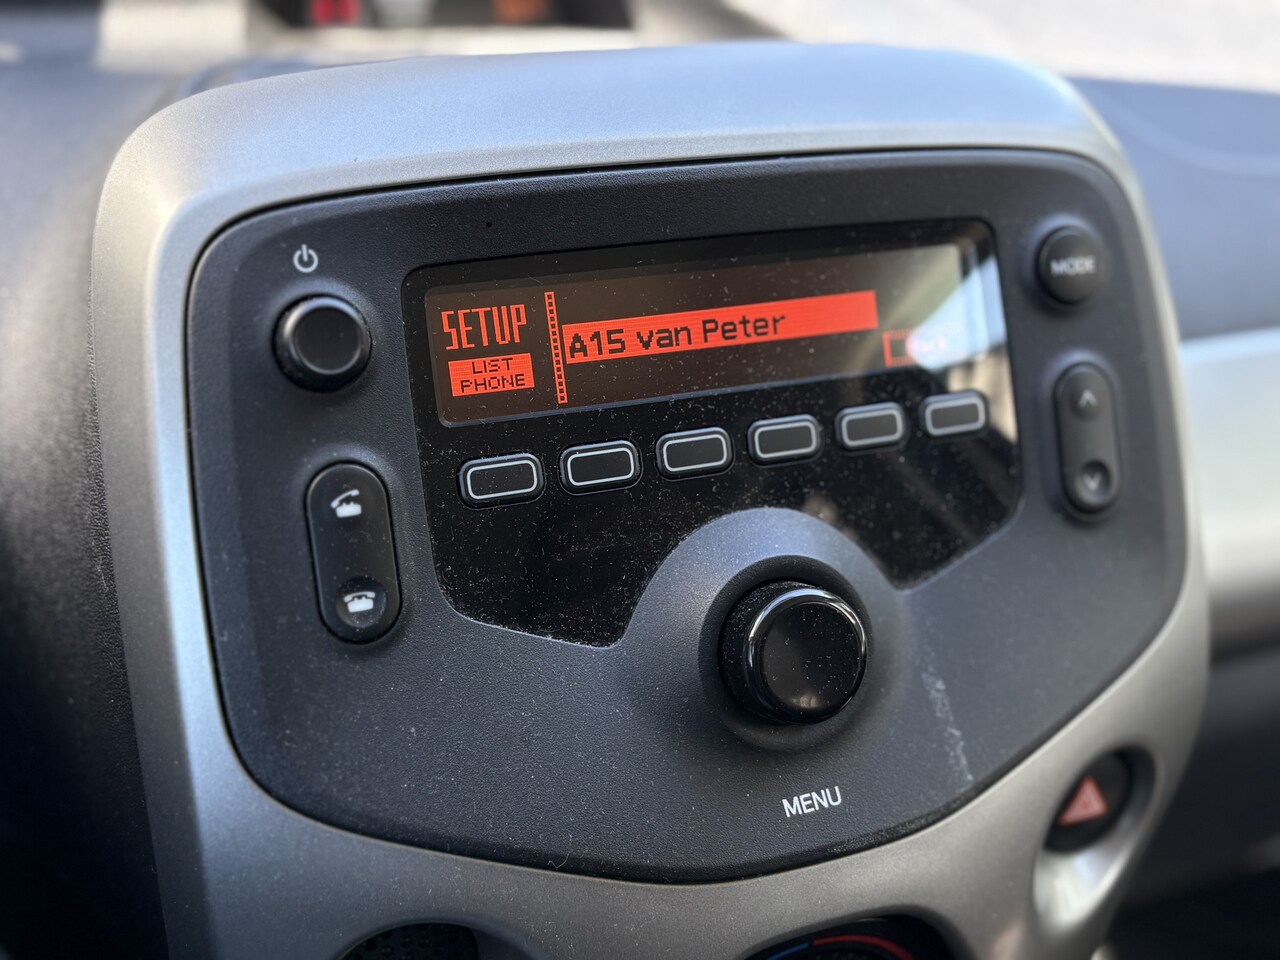 SETUP
LIST
PHONE
A15 van Peter
MODE
MENU